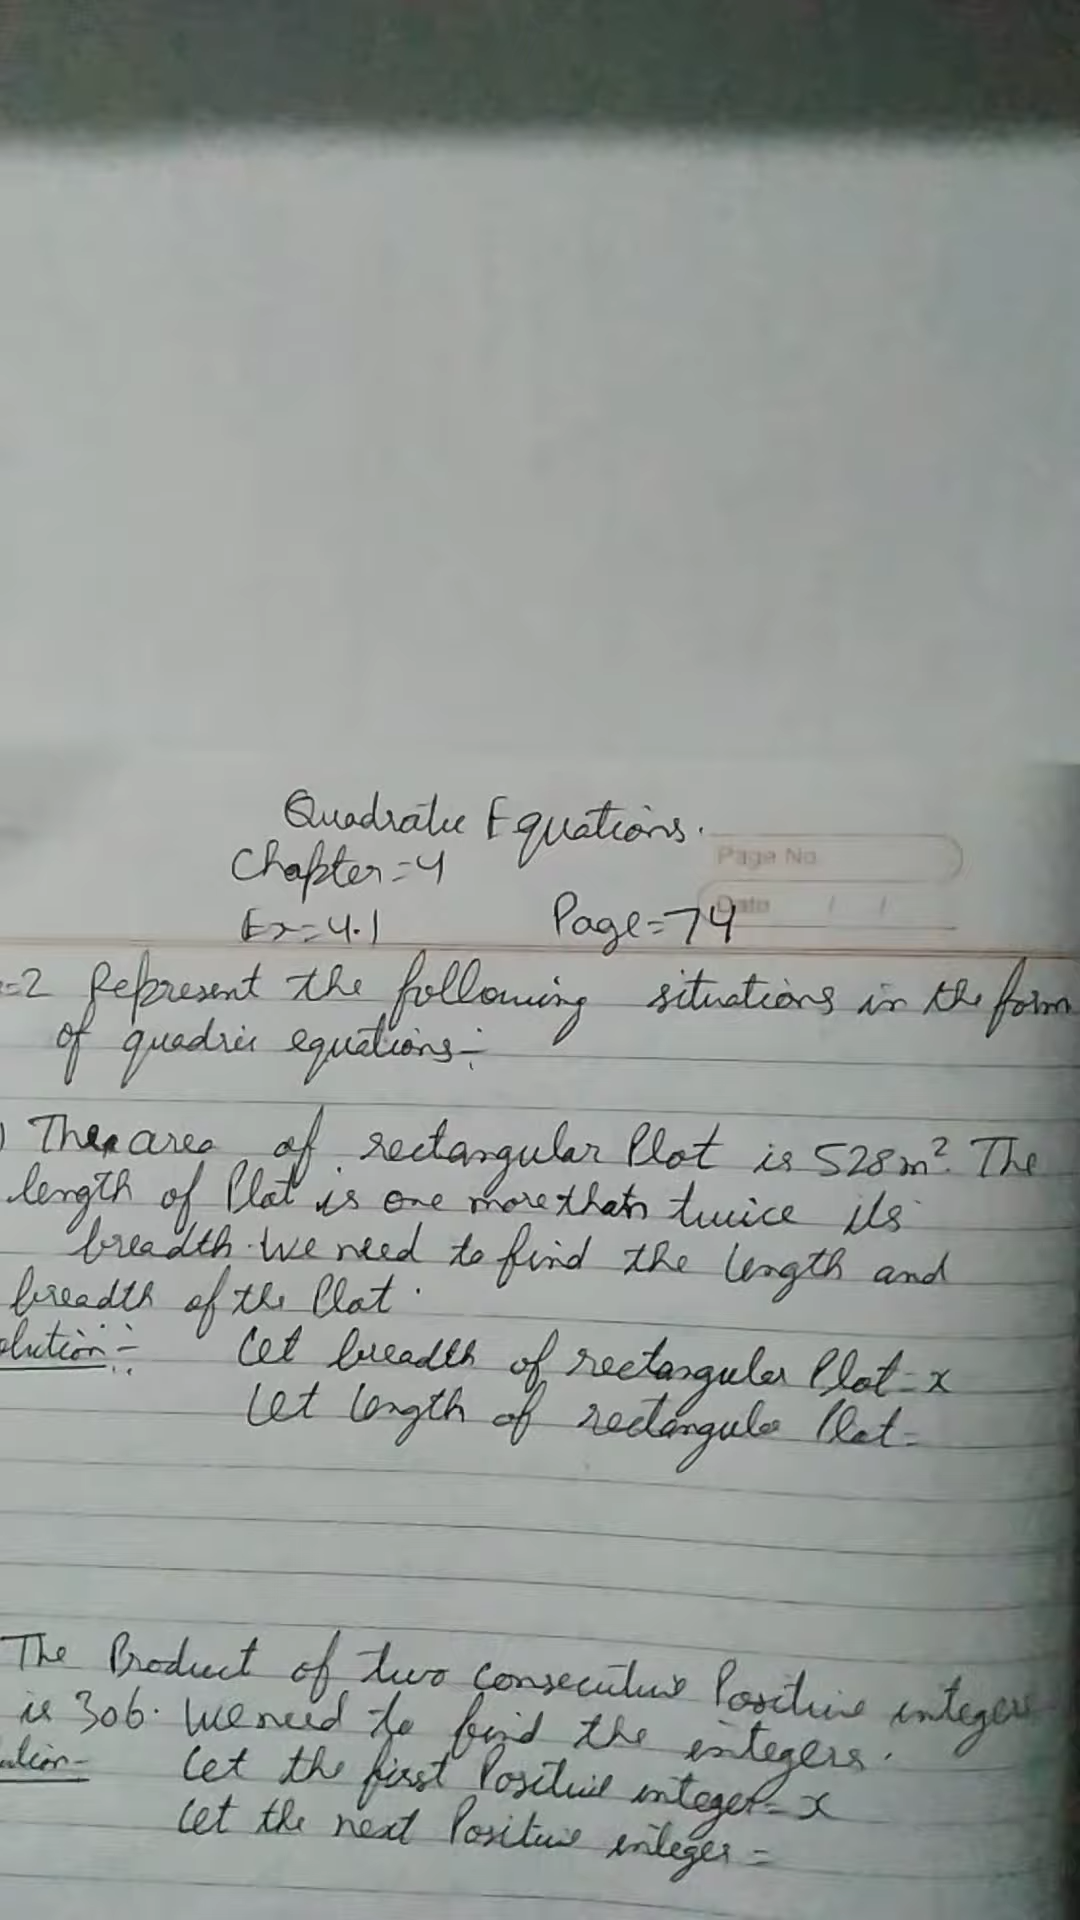 Quadratic Equations.
Chapter=4
Page No.
Ex=4.1
Page=74
Date / /
=2 Represent the following situations in the form
of quadric equations:-
) The area of rectangular Plot is 528m². The
length of Plot is one more than twice its
breadth. We need to find the length and
breadth of the Plot.
olution:- Let breadth of rectangular Plot=x
Let length of rectangula Plot=
The Product of two consecutive Positive integers
is 306. We need to find the integers.
ution- Let the first Positive integer=x
Let the next Positive integer=